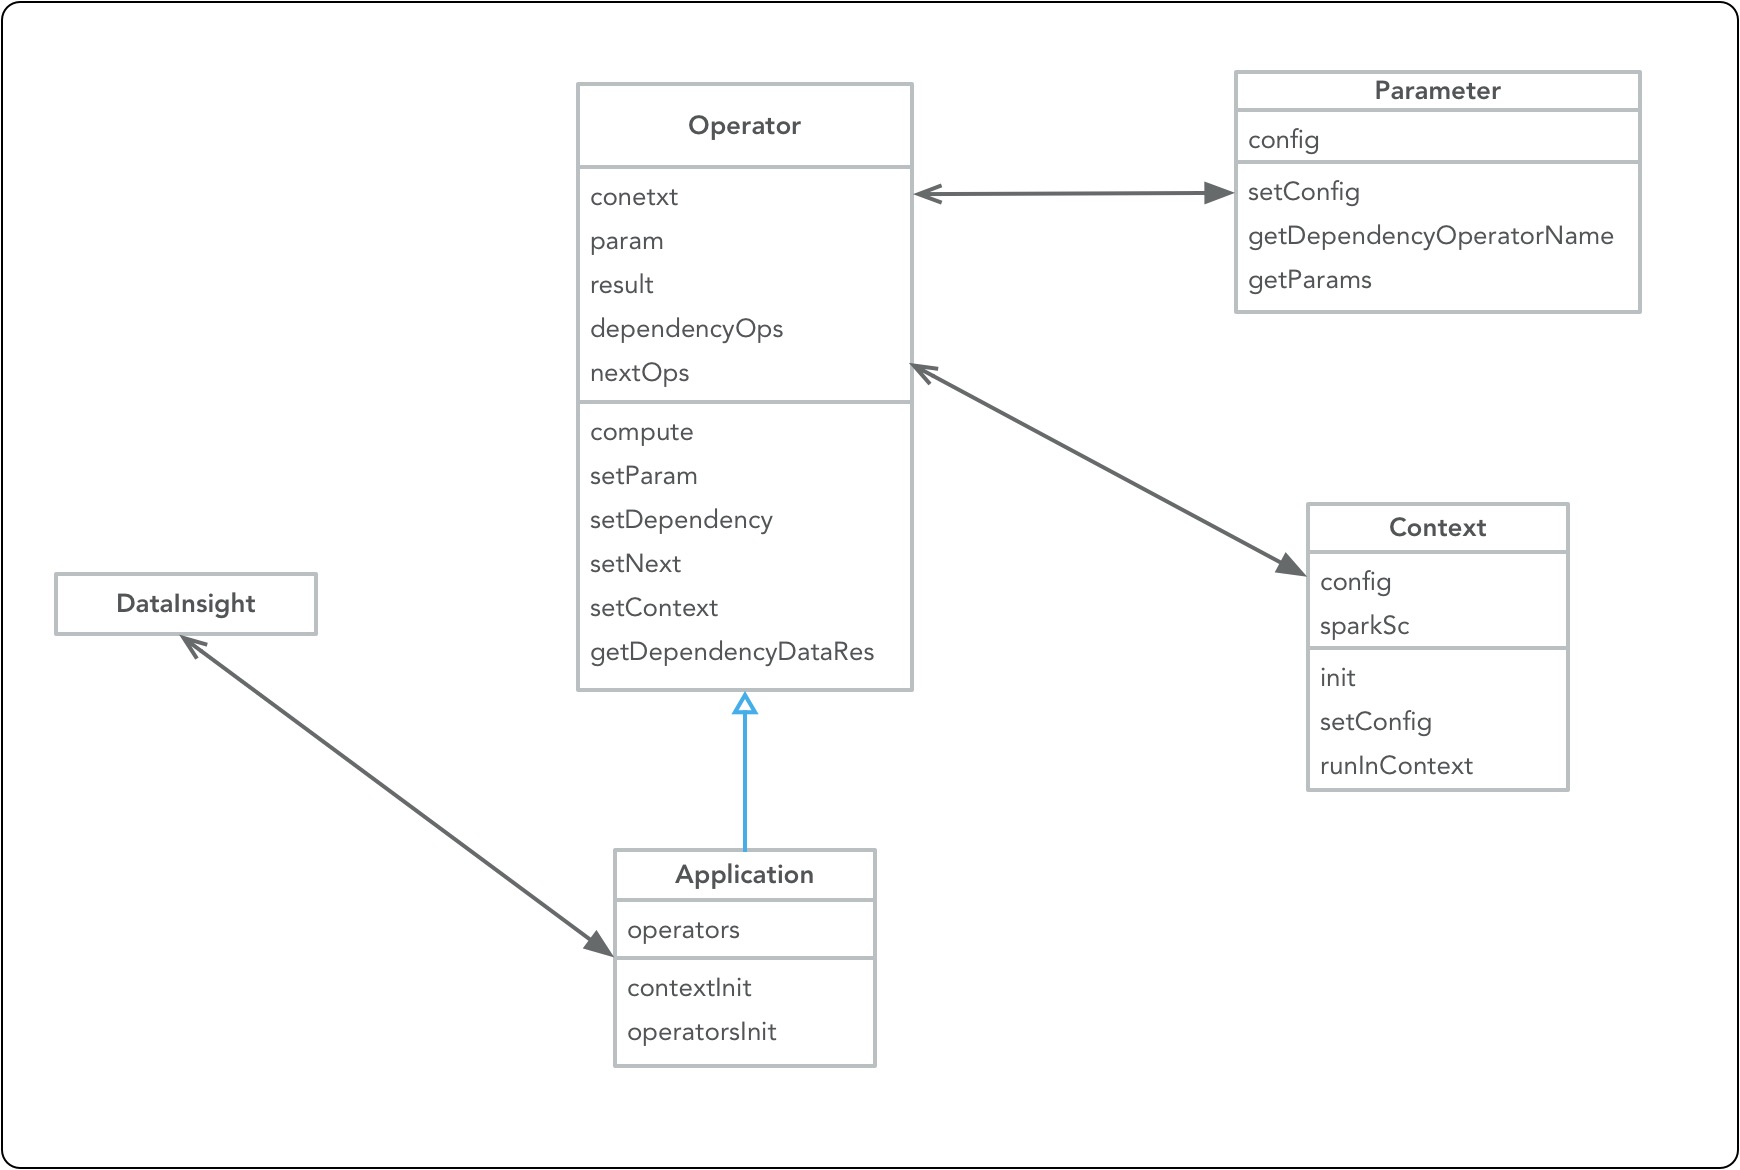 Operator
conetxt
param
result
dependencyOps
nextOps
compute
setParam
setDependency
setNext
setContext
getDependencyDataRes
Parameter
config
setConfig
getDependencyOperatorName
getParams
Context
config
sparkSc
init
setConfig
runInContext
DataInsight
Application
operators
contextInit
operatorsInit